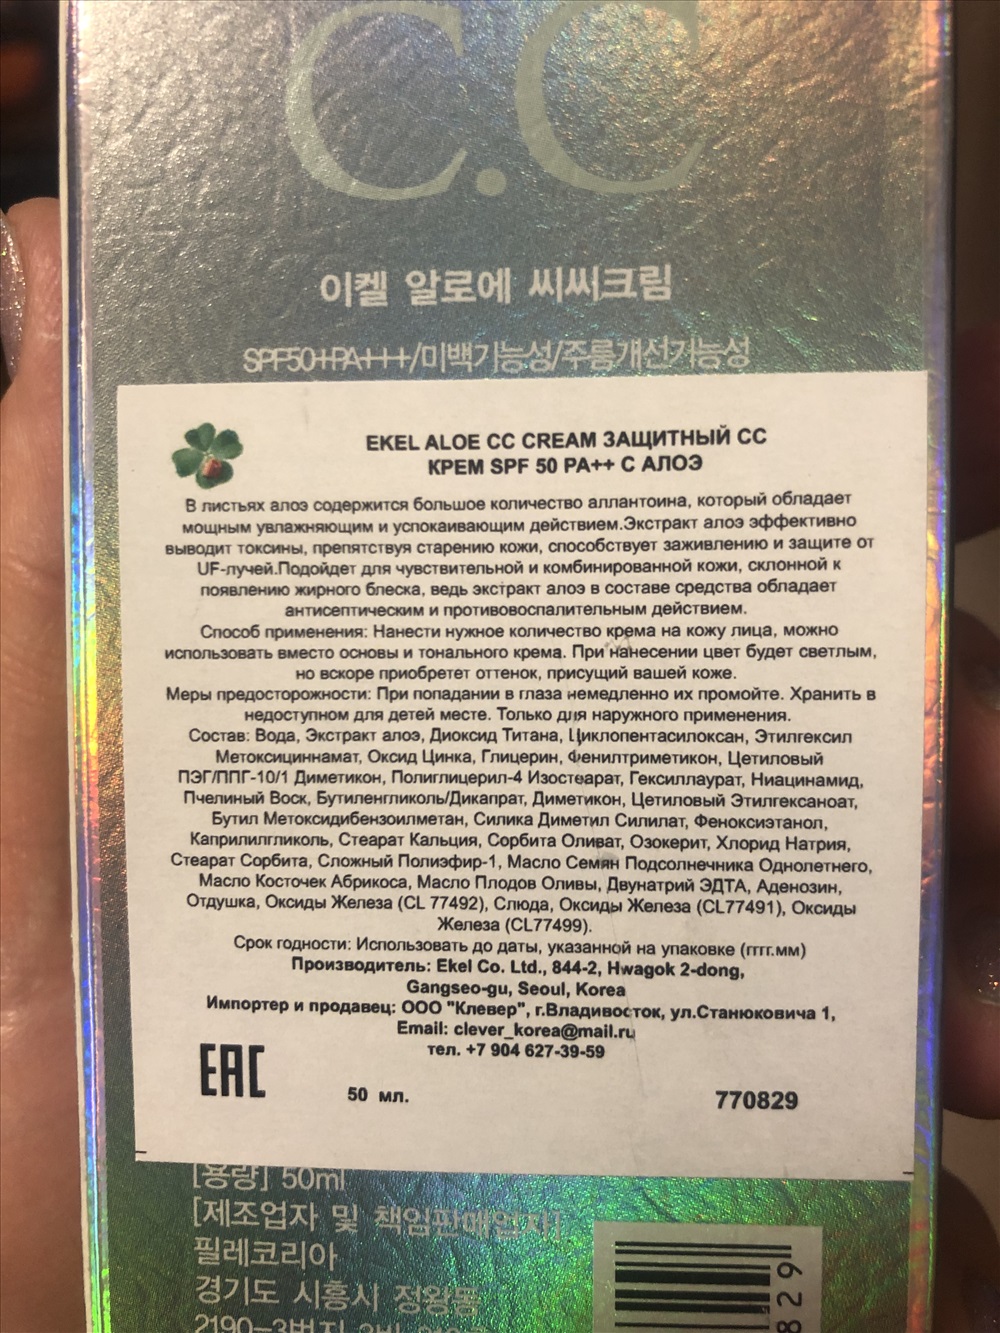 C.C
이켈 알로에 씨씨크림
SPF50+PA+++/미백기능성/주름개선기능성
EKEL ALOE CC CREAM ЗАЩИТНЫЙ СС
КРЕМ SPF 50 PA++ С АЛОЭ
В листьях алоэ содержится большое количество аллантоина, который обладает
мощным увлажняющим и успокаивающим действием.Экстракт алоэ эффективно
выводит токсины, препятствуя старению кожи, способствует заживлению и защите от
UF-лучей.Подойдет для чувствительной и комбинированной кожи, склонной к
появлению жирного блеска, ведь экстракт алоэ в составе средства обладает
антисептическим и противовоспалительным действием.
Способ применения: Нанести нужное количество крема на кожу лица, можно
использовать вместо основы и тонального крема. При нанесении цвет будет светлым,
но вскоре приобретет оттенок, присущий вашей коже.
Меры предосторожности: При попадании в глаза немедленно их промойте. Хранить в
недоступном для детей месте. Только для наружного применения.
Состав: Вода, Экстракт алоэ, Диоксид Титана, Циклопентасилоксан, Этилгексил
Метоксициннамат, Оксид Цинка, Глицерин, Фенилтриметикон, Цетиловый
ПЭГ/ППГ-10/1 Диметикон, Полиглицерил-4 Изостеарат, Гексиллаурат, Ниацинамид,
Пчелиный Воск, Бутиленгликоль/Дикапрат, Диметикон, Цетиловый Этилгексаноат,
Бутил Метоксидибензоилметан, Силика Диметил Силилат, Феноксиэтанол,
Каприлилгликоль, Стеарат Кальция, Сорбита Оливат, Озокерит, Хлорид Натрия,
Стеарат Сорбита, Сложный Полиэфир-1, Масло Семян Подсолнечника Однолетнего,
Масло Косточек Абрикоса, Масло Плодов Оливы, Двунатрий ЭДТА, Аденозин,
Отдушка, Оксиды Железа (CL 77492), Слюда, Оксиды Железа (CL77491), Оксиды
Железа (CL77499).
Срок годности: Использовать до даты, указанной на упаковке (гггг.мм)
Производитель: Ekel Co. Ltd., 844-2, Hwagok 2-dong,
Gangseo-gu, Seoul, Korea
Импортер и продавец: ООО "Клевер", г.Владивосток, ул.Станюковича 1,
Email: clever_korea@mail.ru
тел. +7 904 627-39-59
ЕАС
50 мл.
770829
[용량] 50ml
[제조업자 및 책임판매업자]
필레코리아
경기도 시흥시 정왕동
2190-3번지
829